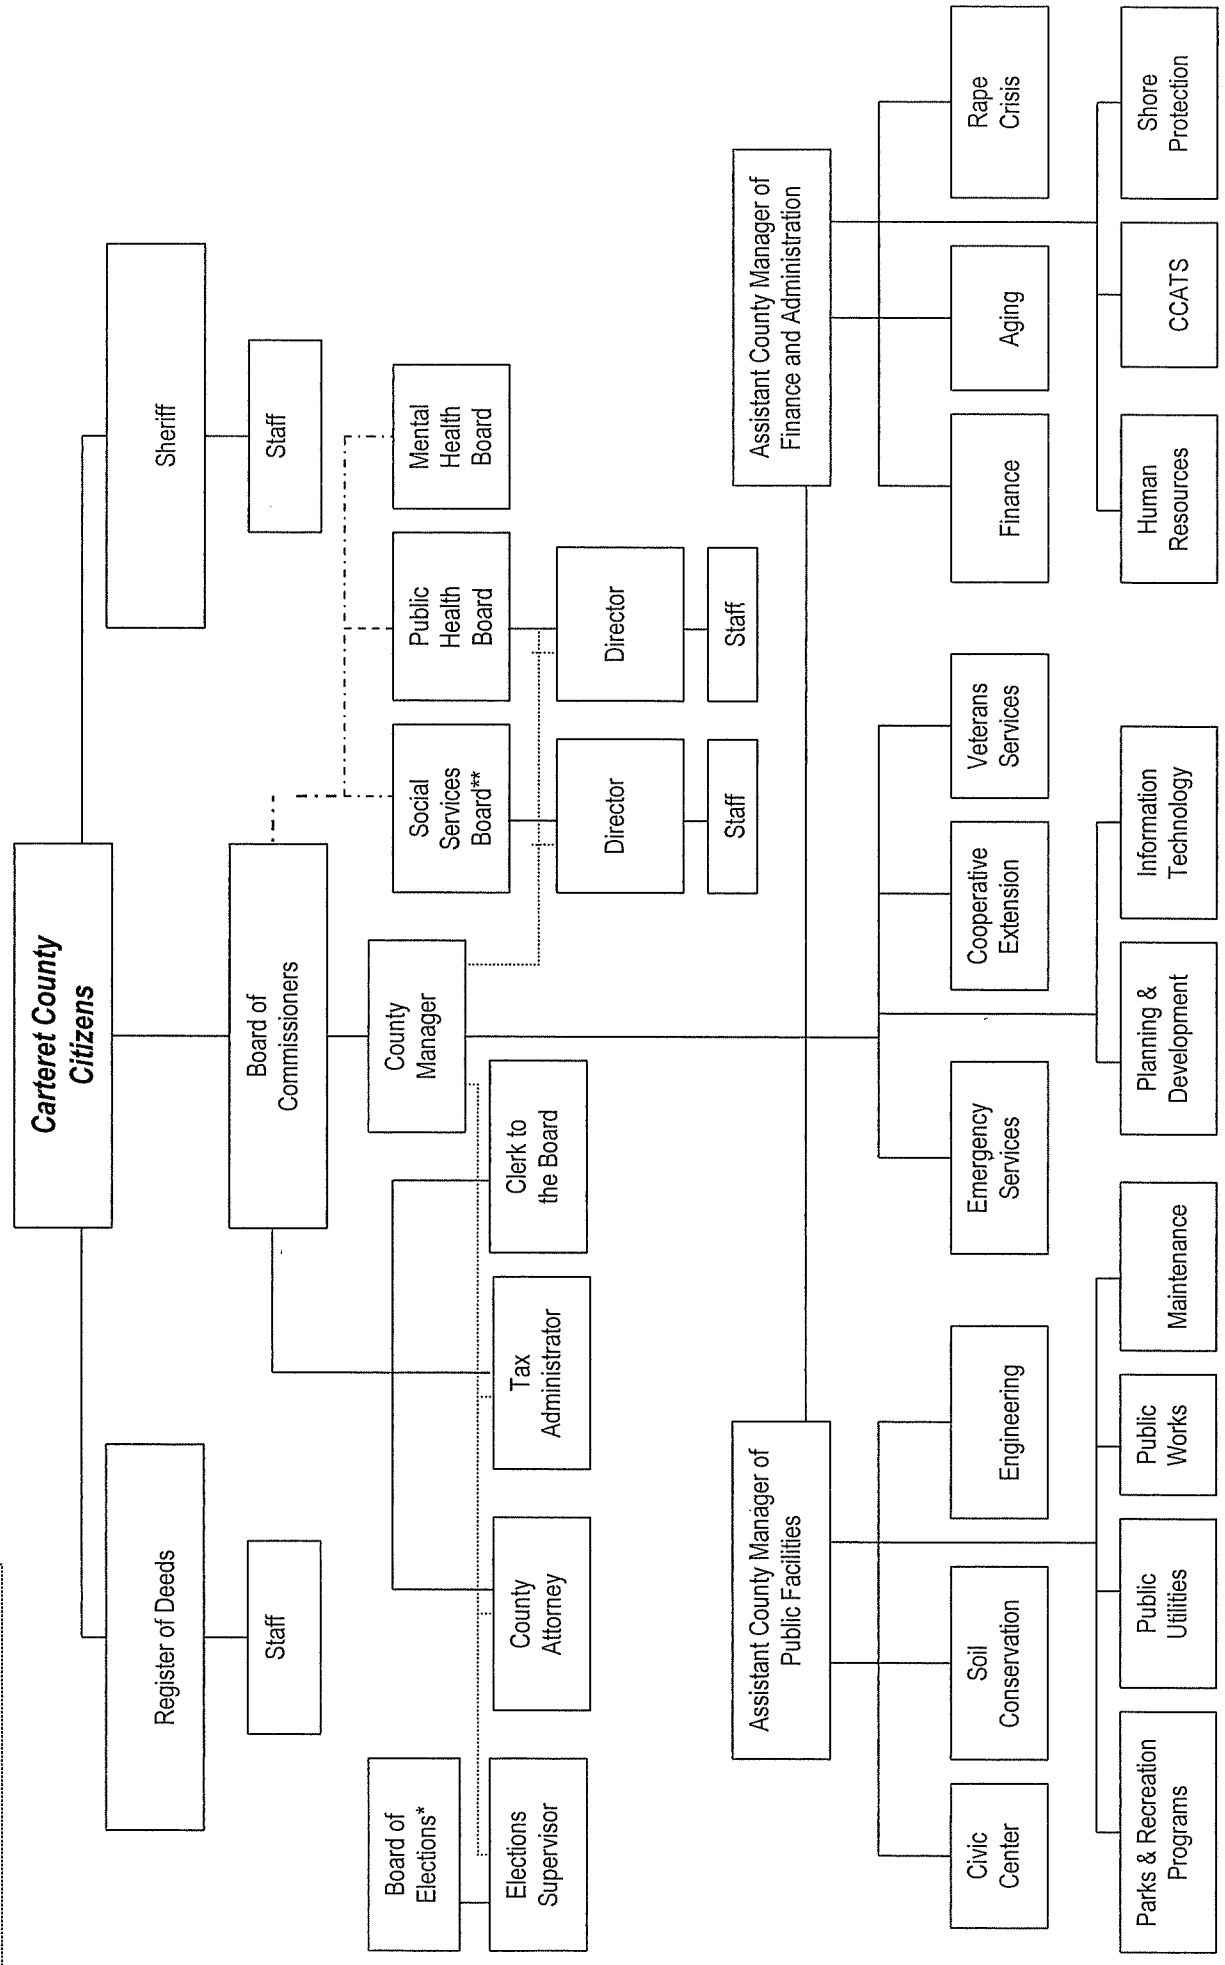 Carteret County
Citizens
Register of Deeds
Sheriff
Staff
Staff
Board of
Commissioners
Board of
Elections*
County
Manager
Social
Services
Board**
Public
Health
Board
Mental
Health
Board
Elections
Supervisor
County
Attorney
Tax
Administrator
Clerk to
the Board
Director
Director
Staff
Staff
Assistant County Manager of
Public Facilities
Assistant County Manager of
Finance and Administration
Civic
Center
Soil
Conservation
Engineering
Emergency
Services
Cooperative
Extension
Veterans
Services
Finance
Aging
Rape
Crisis
Parks & Recreation
Programs
Public
Utilities
Public
Works
Maintenance
Planning &
Development
Information
Technology
Human
Resources
CCATS
Shore
Protection